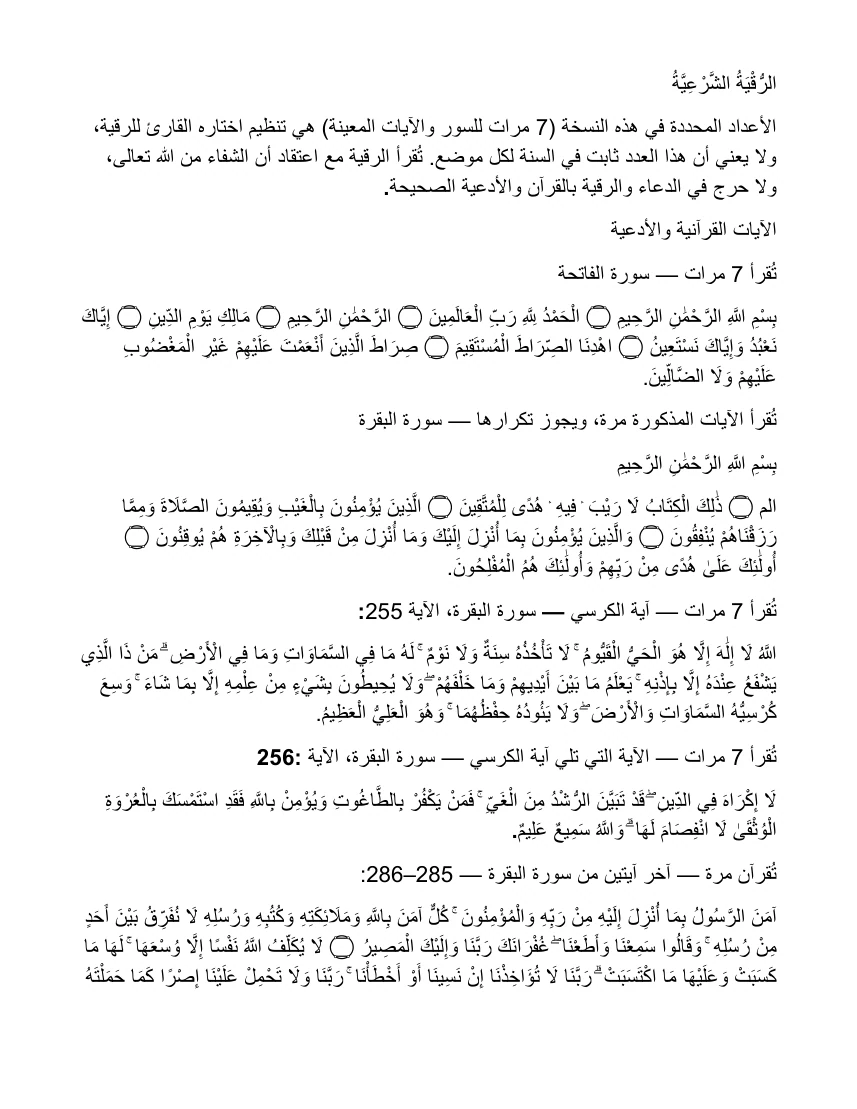 الرُّقْيَةُ الشَّرْعِيَّةُ
الأعداد المحددة في هذه النسخة (7 مرات للسور والآيات المعينة) هي تنظيم اختاره القارئ للرقية،
ولا يعني أن هذا العدد ثابت في السنة لكل موضع. تُقرأ الرقية مع اعتقاد أن الشفاء من الله تعالى،
ولا حرج في الدعاء والرقية بالقرآن والأدعية الصحيحة.
الآيات القرآنية والأدعية
تُقرأ 7 مرات — سورة الفاتحة
بِسْمِ اللَّهِ الرَّحْمَٰنِ الرَّحِيمِ ۝ الْحَمْدُ لِلَّهِ رَبِّ الْعَالَمِينَ ۝ الرَّحْمَٰنِ الرَّحِيمِ ۝ مَالِكِ يَوْمِ الدِّينِ ۝ إِيَّاكَ
نَعْبُدُ وَإِيَّاكَ نَسْتَعِينُ ۝ اهْدِنَا الصِّرَاطَ الْمُسْتَقِيمَ ۝ صِرَاطَ الَّذِينَ أَنْعَمْتَ عَلَيْهِمْ غَيْرِ الْمَغْضُوبِ
عَلَيْهِمْ وَلَا الضَّالِّينَ.
تُقرأ الآيات المذكورة مرة، ويجوز تكرارها — سورة البقرة
بِسْمِ اللَّهِ الرَّحْمَٰنِ الرَّحِيمِ
الم ۝ ذَٰلِكَ الْكِتَابُ لَا رَيْبَ ۛ فِيهِ ۛ هُدًى لِلْمُتَّقِينَ ۝ الَّذِينَ يُؤْمِنُونَ بِالْغَيْبِ وَيُقِيمُونَ الصَّلَاةَ وَمِمَّا
رَزَقْنَاهُمْ يُنْفِقُونَ ۝ وَالَّذِينَ يُؤْمِنُونَ بِمَا أُنْزِلَ إِلَيْكَ وَمَا أُنْزِلَ مِنْ قَبْلِكَ وَبِالْآخِرَةِ هُمْ يُوقِنُونَ ۝
أُولَٰئِكَ عَلَىٰ هُدًى مِنْ رَبِّهِمْ وَأُولَٰئِكَ هُمُ الْمُفْلِحُونَ.
تُقرأ 7 مرات — آية الكرسي — سورة البقرة، الآية 255:
اللَّهُ لَا إِلَٰهَ إِلَّا هُوَ الْحَيُّ الْقَيُّومُ ۚ لَا تَأْخُذُهُ سِنَةٌ وَلَا نَوْمٌ ۚ لَهُ مَا فِي السَّمَاوَاتِ وَمَا فِي الْأَرْضِ ۗ مَنْ ذَا الَّذِي
يَشْفَعُ عِنْدَهُ إِلَّا بِإِذْنِهِ ۚ يَعْلَمُ مَا بَيْنَ أَيْدِيهِمْ وَمَا خَلْفَهُمْ ۖ وَلَا يُحِيطُونَ بِشَيْءٍ مِنْ عِلْمِهِ إِلَّا بِمَا شَاءَ ۚ وَسِعَ
كُرْسِيُّهُ السَّمَاوَاتِ وَالْأَرْضَ ۖ وَلَا يَئُودُهُ حِفْظُهُمَا ۚ وَهُوَ الْعَلِيُّ الْعَظِيمُ.
تُقرأ 7 مرات — الآية التي تلي آية الكرسي — سورة البقرة، الآية 256:
لَا إِكْرَاهَ فِي الدِّينِ ۖ قَدْ تَبَيَّنَ الرُّشْدُ مِنَ الْغَيِّ ۚ فَمَنْ يَكْفُرْ بِالطَّاغُوتِ وَيُؤْمِنْ بِاللَّهِ فَقَدِ اسْتَمْسَكَ بِالْعُرْوَةِ
الْوُثْقَىٰ لَا انْفِصَامَ لَهَا ۗ وَاللَّهُ سَمِيعٌ عَلِيمٌ.
تُقرآن مرة — آخر آيتين من سورة البقرة — 285–286:
آمَنَ الرَّسُولُ بِمَا أُنْزِلَ إِلَيْهِ مِنْ رَبِّهِ وَالْمُؤْمِنُونَ ۚ كُلٌّ آمَنَ بِاللَّهِ وَمَلَائِكَتِهِ وَكُتُبِهِ وَرُسُلِهِ لَا نُفَرِّقُ بَيْنَ أَحَدٍ
مِنْ رُسُلِهِ ۚ وَقَالُوا سَمِعْنَا وَأَطَعْنَا ۖ غُفْرَانَكَ رَبَّنَا وَإِلَيْكَ الْمَصِيرُ ۝ لَا يُكَلِّفُ اللَّهُ نَفْسًا إِلَّا وُسْعَهَا ۚ لَهَا مَا
كَسَبَتْ وَعَلَيْهَا مَا اكْتَسَبَتْ ۗ رَبَّنَا لَا تُؤَاخِذْنَا إِنْ نَسِينَا أَوْ أَخْطَأْنَا ۚ رَبَّنَا وَلَا تَحْمِلْ عَلَيْنَا إِصْرًا كَمَا حَمَلْتَهُ